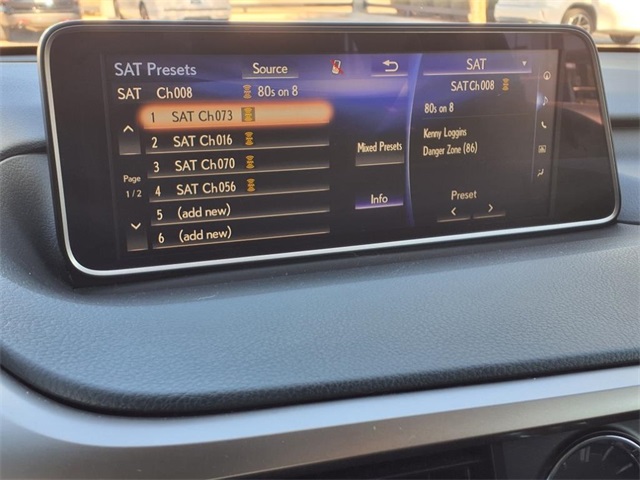 SAT Presets
Source
SAT Ch008 80s on 8
1 SAT Ch073
2 SAT Ch016
3 SAT Ch070
4 SAT Ch056
5 (add new)
6 (add new)
Page
1 / 2
Mixed Presets
Info
SAT
SAT Ch008
80s on 8
Kenny Loggins
Danger Zone (86)
Preset